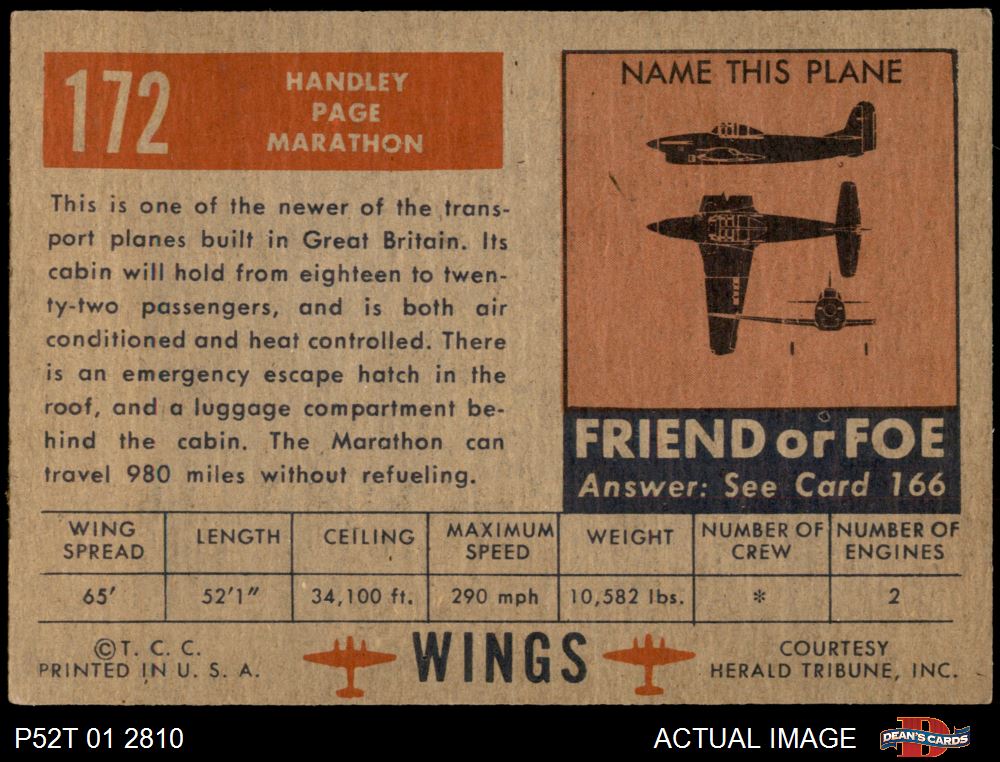 172
HANDLEY
PAGE
MARATHON
This is one of the newer of the trans-
port planes built in Great Britain. Its
cabin will hold from eighteen to twen-
ty-two passengers, and is both air
conditioned and heat controlled. There
is an emergency escape hatch in the
roof, and a luggage compartment be-
hind the cabin. The Marathon can
travel 980 miles without refueling.
NAME THIS PLANE
FRIEND or FOE
Answer: See Card 166
WING SPREAD
LENGTH
CEILING
MAXIMUM SPEED
WEIGHT
NUMBER OF CREW
NUMBER OF ENGINES
65' 52'1" 34,100 ft. 290 mph 10,582 lbs. * 2
©T. C. C.
PRINTED IN U. S. A.
WINGS
COURTESY
HERALD TRIBUNE, INC.
P52T 01 2810
ACTUAL IMAGE
D
DEAN'S CARDS